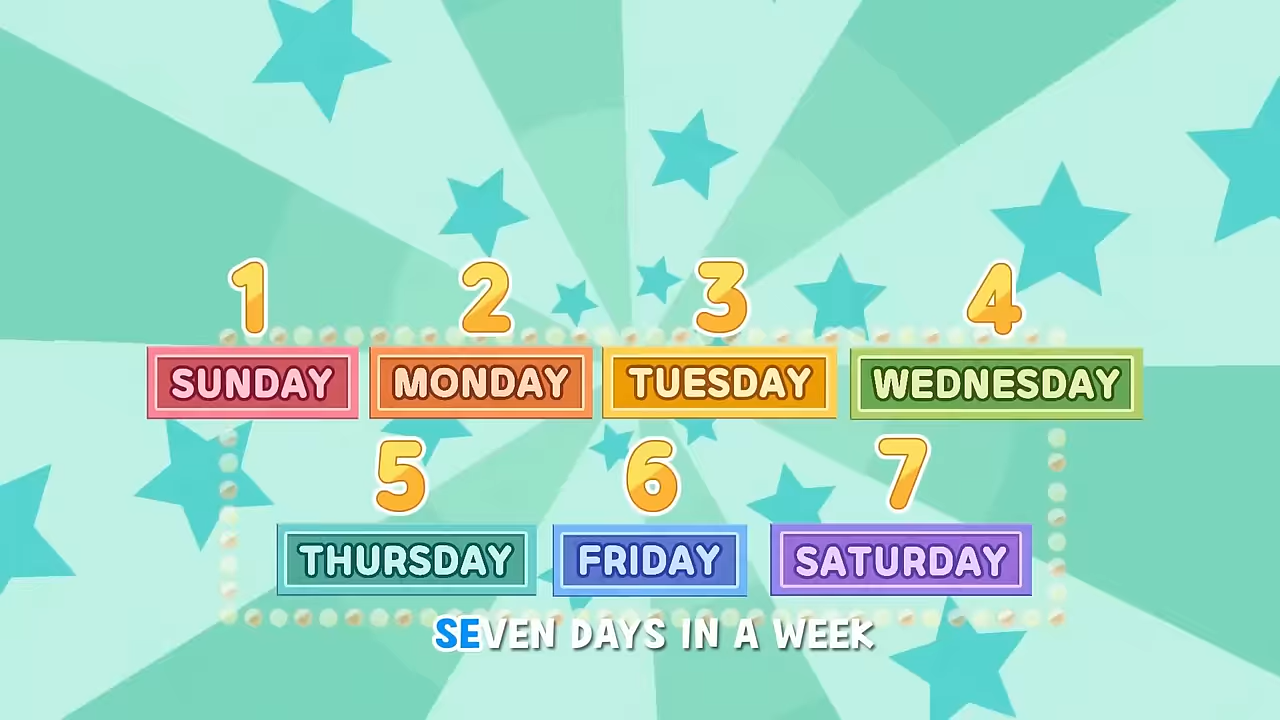 1 2 3 4
SUNDAY MONDAY TUESDAY WEDNESDAY
5 6 7
THURSDAY FRIDAY SATURDAY
SEVEN DAYS IN A WEEK